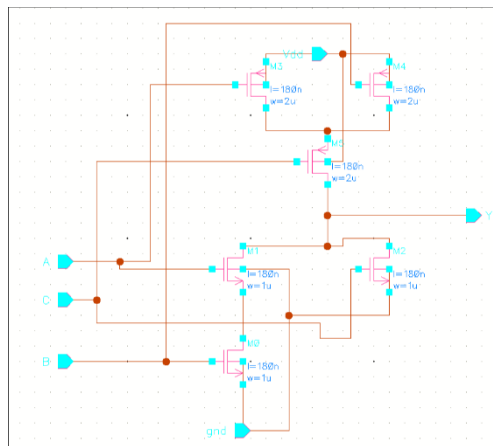 Vdd
M3
M4
l=180n
w=2u
l=180n
w=2u
M5
l=180n
w=2u
Y
A
M1
M2
l=180n
w=1u
l=180n
w=1u
C
M0
B
l=180n
w=1u
gnd